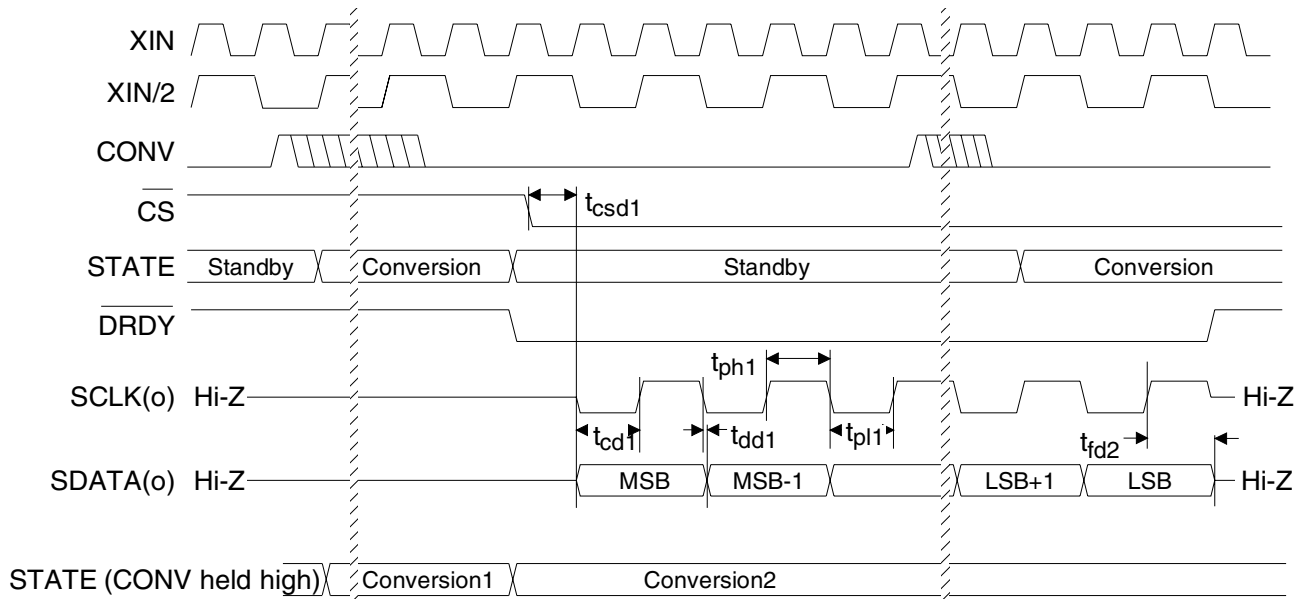 XIN
XIN/2
CONV
CS
tcsd1
STATE Standby Conversion Standby Conversion
DRDY
tph1
SCLK(o) Hi-Z Hi-Z
tcd1 tdd1 tpl1 tfd2
SDATA(o) Hi-Z MSB MSB-1 LSB+1 LSB Hi-Z
STATE (CONV held high) Conversion1 Conversion2